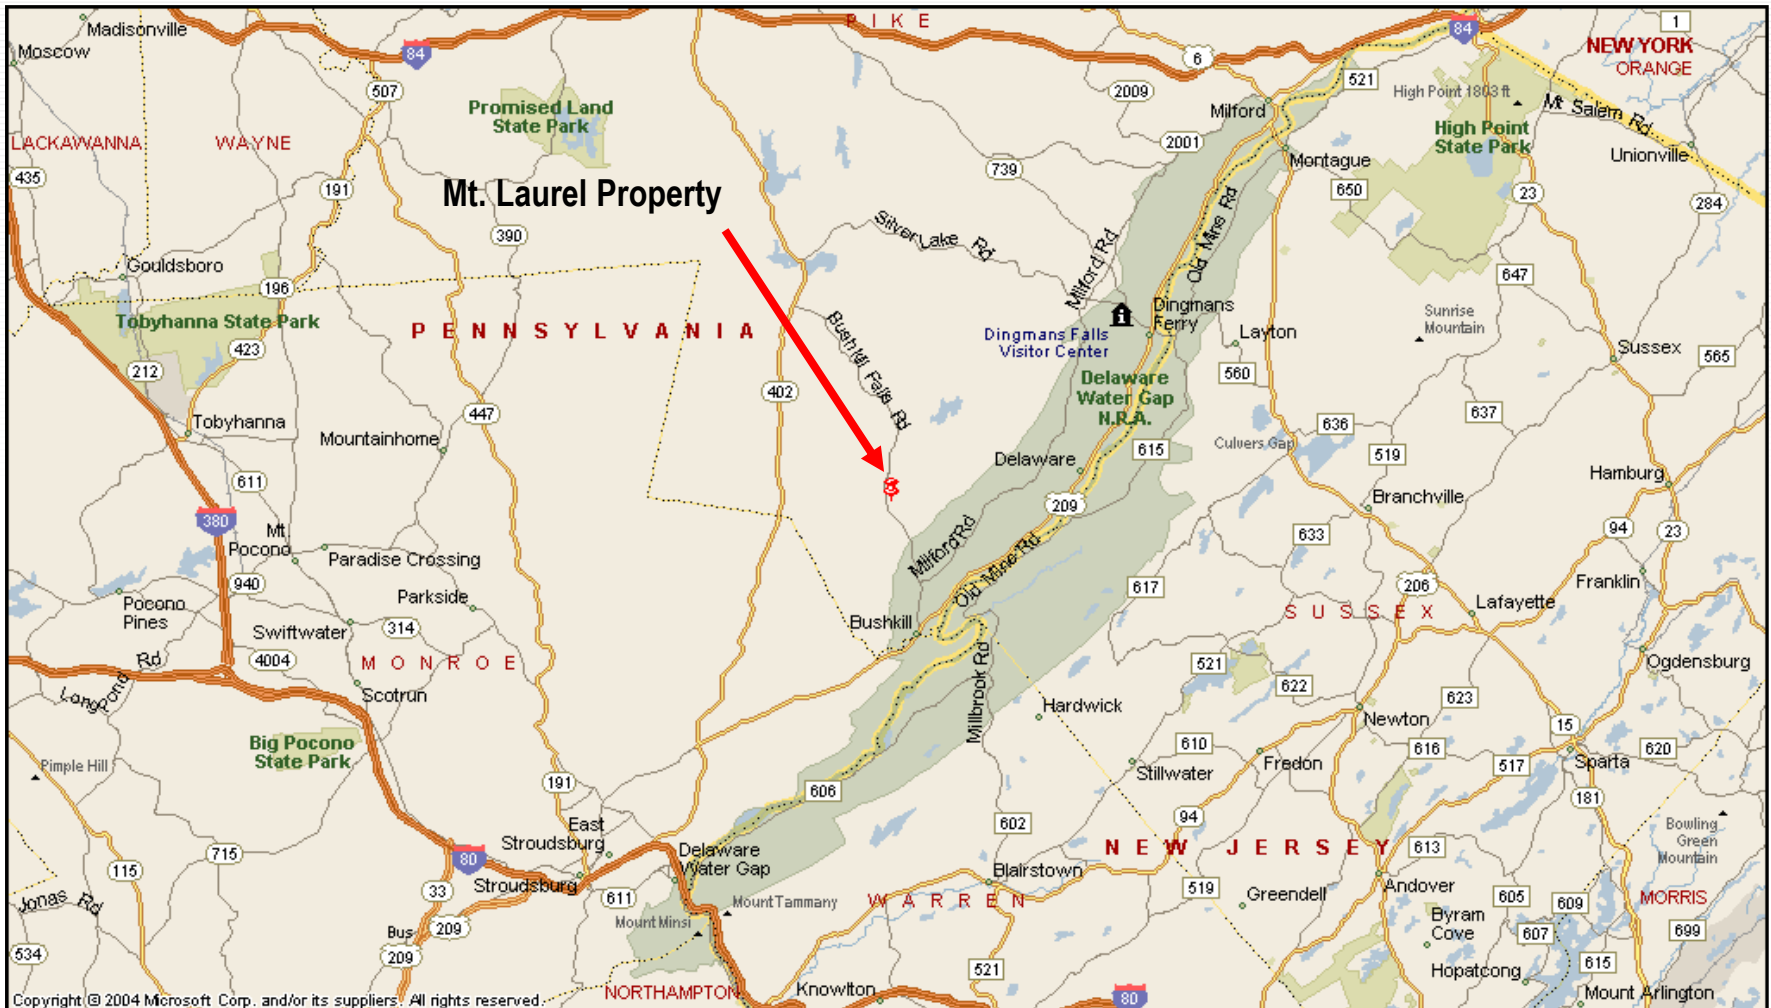 PIKE
84
84
1
Madisonville
NEW YORK
Moscow
ORANGE
6
521
507
2009
High Point 1803 ft
Promised Land
State Park
Milford
Mt Salem Rd
High Point
State Park
LACKAWANNA
WAYNE
2001
Unionville
Montague
435
739
191
650
23
Mt. Laurel Property
284
Silver Lake Rd
Old Mine Rd
390
Milford Rd
Gouldsboro
647
196
Dingmans
Ferry
Sunrise
Mountain
Tobyhanna State Park
PENNSYLVANIA
Bushkill Falls Rd
Dingmans Falls
Visitor Center
Layton
423
Sussex
565
212
560
Delaware
Water Gap
N.R.A.
402
447
637
Tobyhanna
636
Mountainhome
Culvers Gap
615
519
Delaware
Hamburg
611
Branchville
209
380
94
23
Mt
Pocono
633
Milford Rd
Old Mine Rd
Paradise Crossing
940
206
Franklin
617
Pocono
Pines
Parkside
Lafayette
SUSSEX
Bushkill
314
Swiftwater
Rd
4004
MONROE
521
Ogdensburg
Long Pond
Scotrun
622
623
Millbrook Rd
Hardwick
Newton
15
Big Pocono
State Park
610
616
620
Pimple Hill
Fredon
517
Sparta
Stillwater
191
606
181
94
602
East
Stroudsburg
Bowling
Green
Mountain
NEW JERSEY
613
715
80
Delaware
Water Gap
115
Blairstown
Stroudsburg
33
519
Andover
611
Greendell
605
609
MORRIS
Jonas Rd
Mount Tammany
WARREN
Mount Minsi
Byram
Cove
209
Bus
209
607
699
534
521
615
Hopatcong
NORTHAMPTON
Knowlton
80
Mount Arlington
Copyright © 2004 Microsoft Corp. and/or its suppliers. All rights reserved.